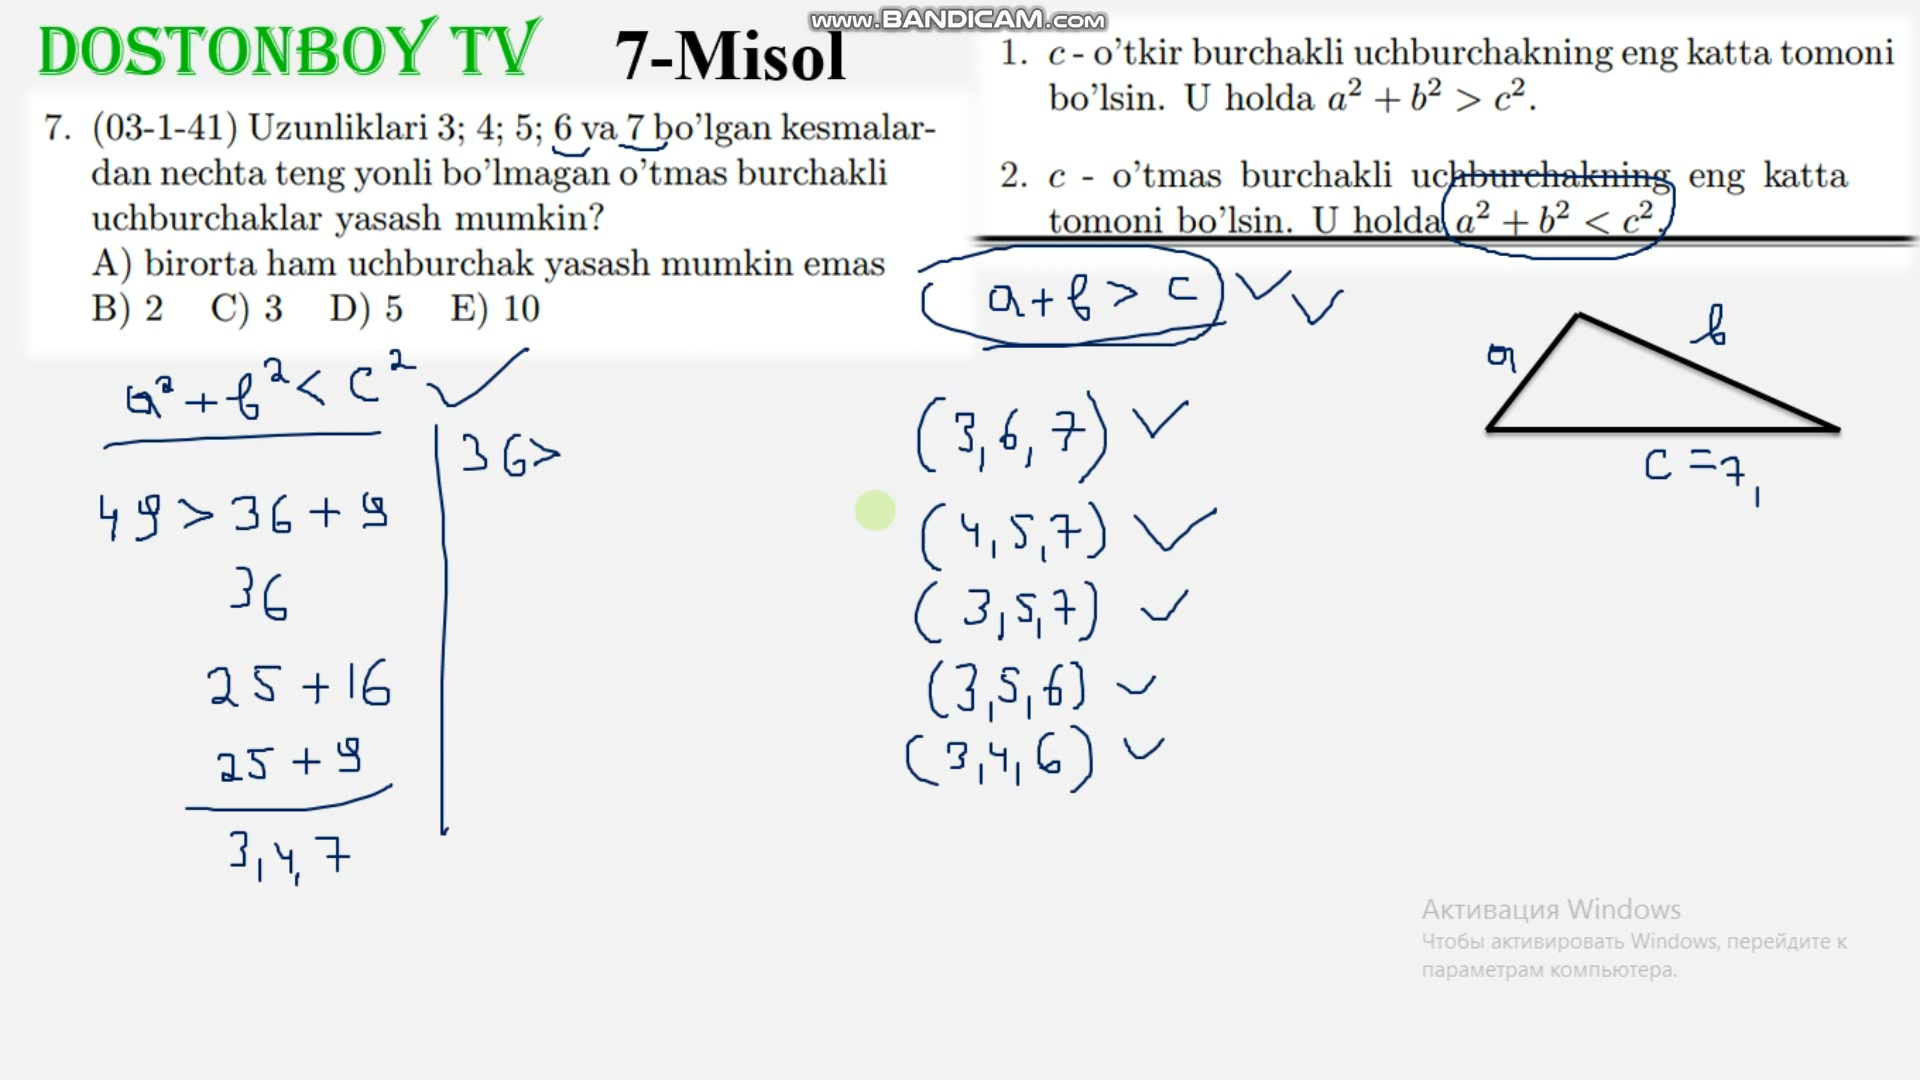 www.BANDICAM.com
DOSTONBOY TV
7-Misol
7. (03-1-41) Uzunliklari 3; 4; 5; 6 va 7 bo’lgan kesmalar-
dan nechta teng yonli bo’lmagan o’tmas burchakli
uchburchaklar yasash mumkin?
A) birorta ham uchburchak yasash mumkin emas
B) 2 C) 3 D) 5 E) 10
1. c - o’tkir burchakli uchburchakning eng katta tomoni
bo’lsin. U holda a² + b² > c².
2. c - o’tmas burchakli uchburchakning eng katta
tomoni bo’lsin. U holda a² + b² < c².
a + b > c
a² + b² < c²
49 > 36 + 9
36
25 + 16
25 + 9
3, 4, 7
36>
(3, 6, 7)
(4, 5, 7)
(3, 5, 7)
(3, 5, 6)
(3, 4, 6)
a
b
c = 7,
Активация Windows
Чтобы активировать Windows, перейдите к
параметрам компьютера.